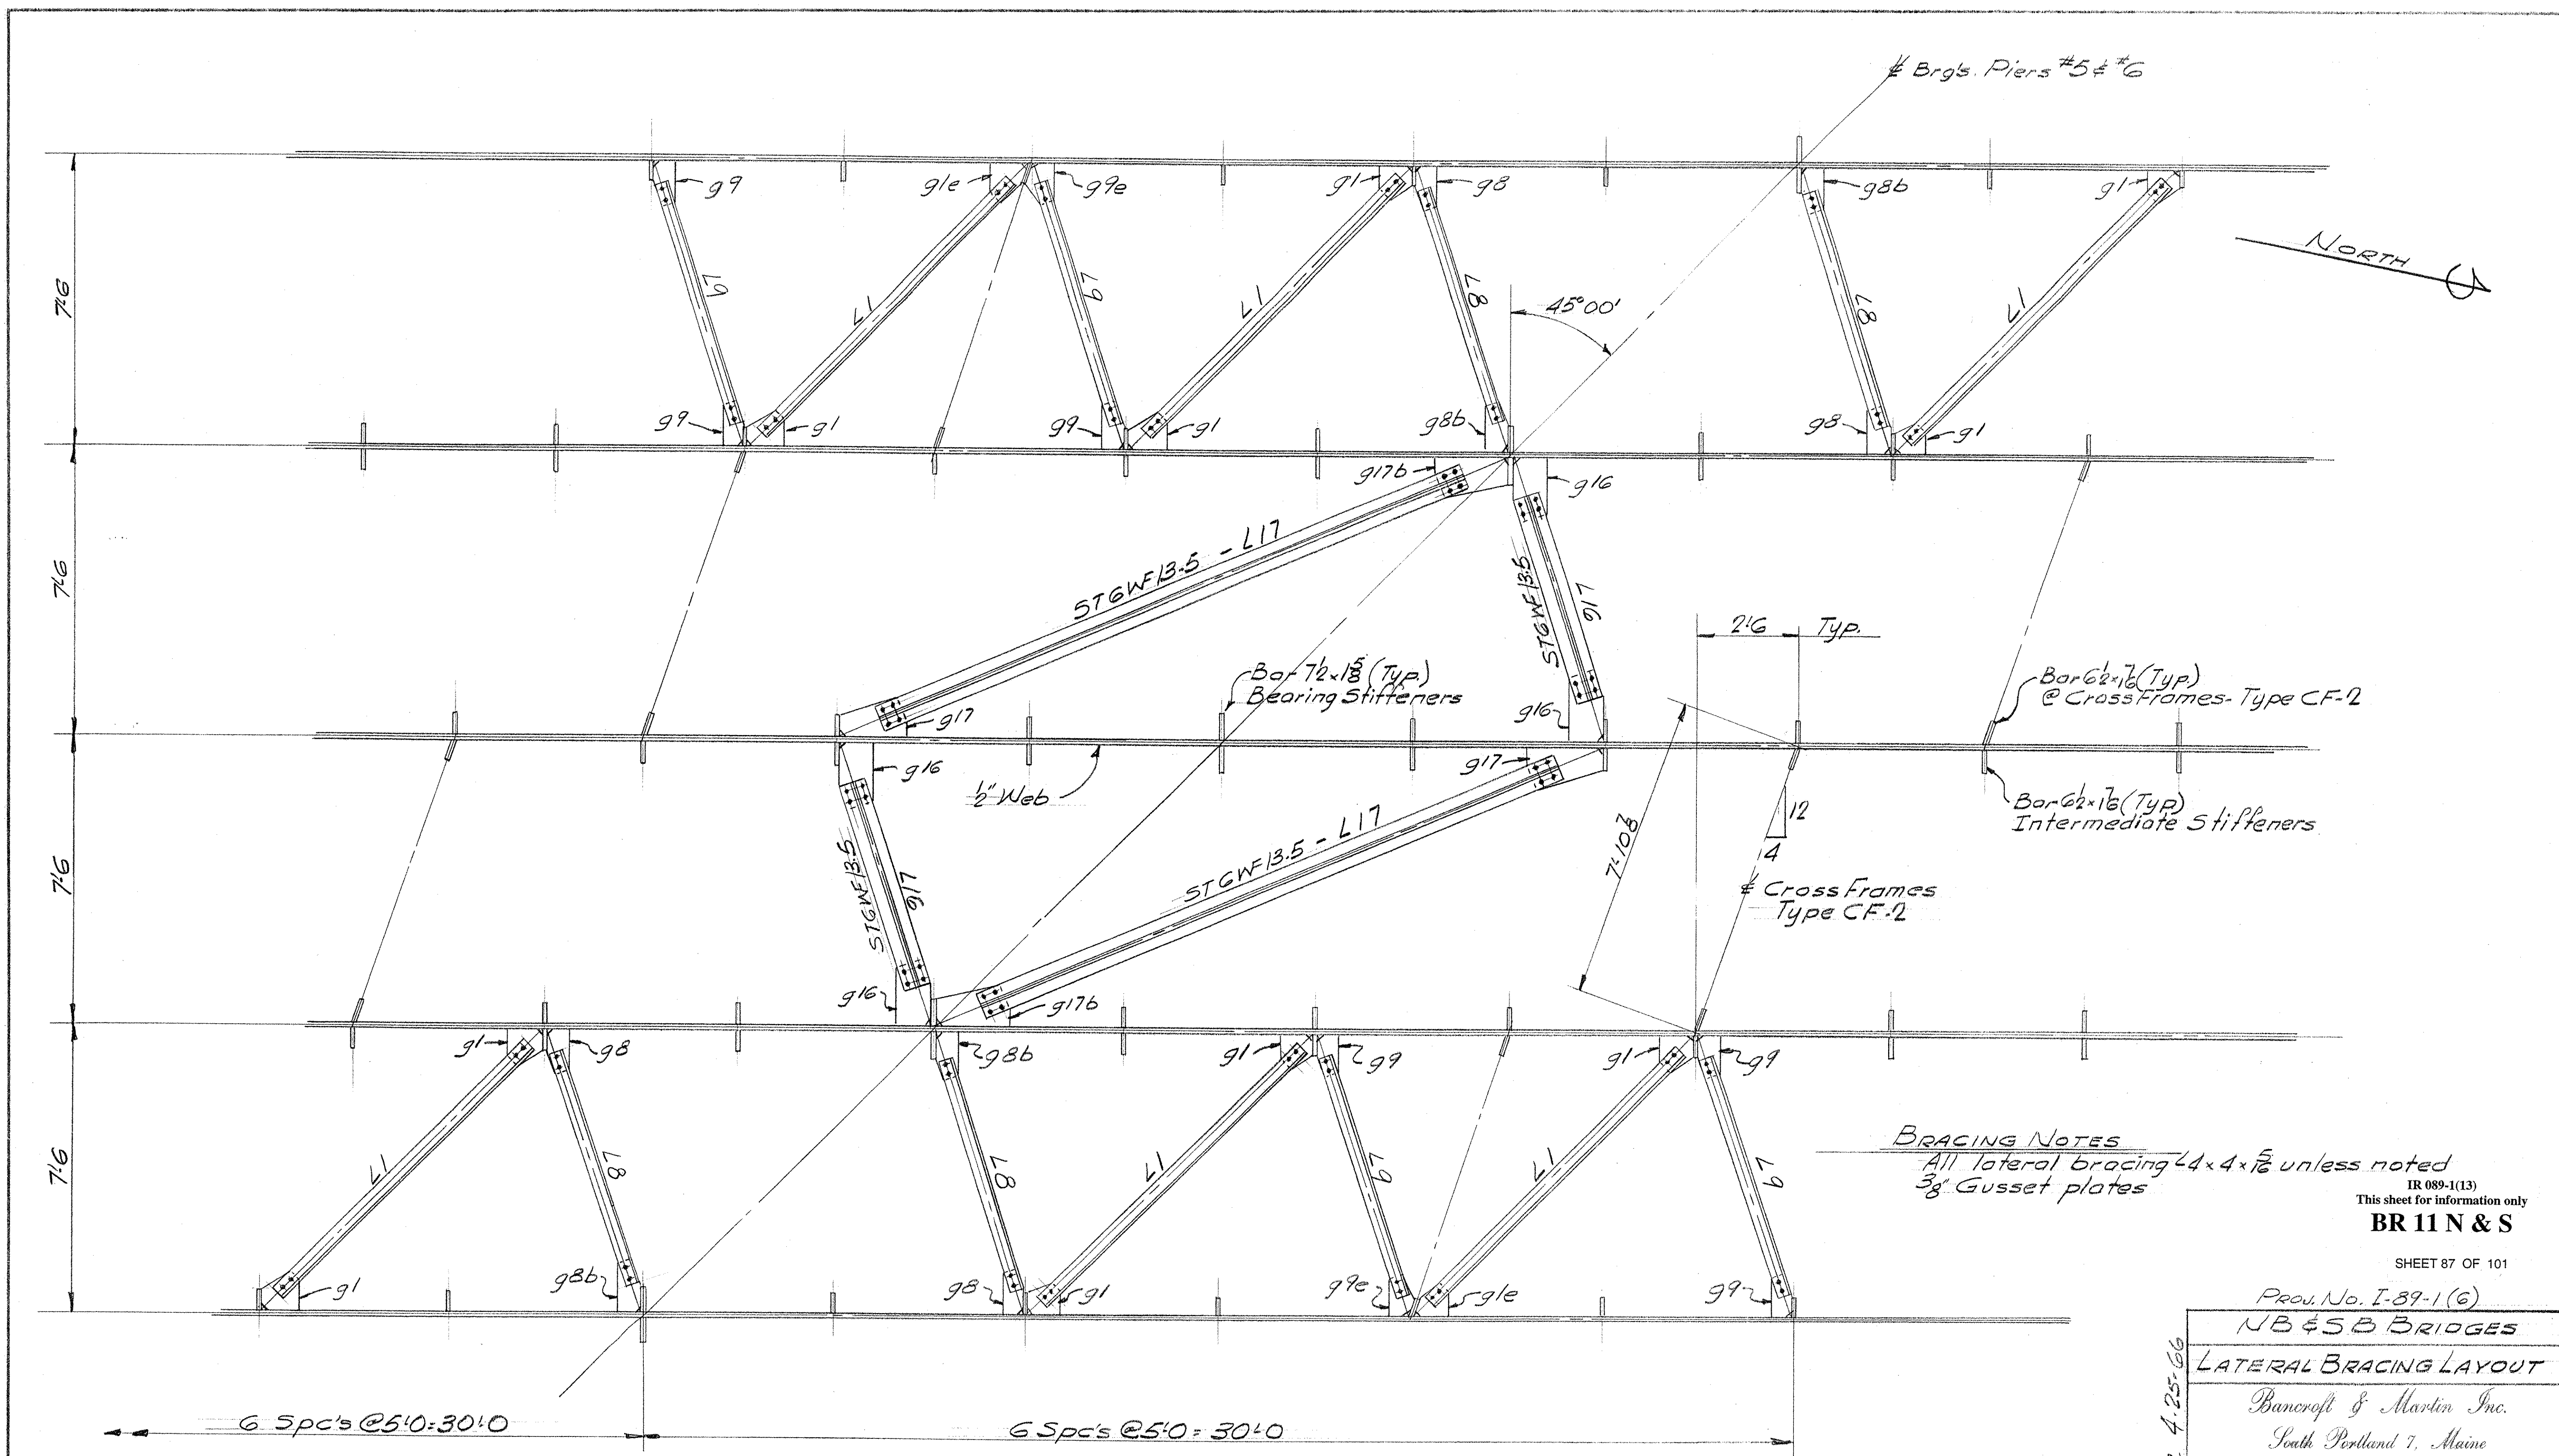 ℄ Brg's. Piers #5 & #6
7'-6
g9
g1e
g9e
g1
g8
g8b
g1
NORTH
L9
L1
L9
L1
L8
45°00'
L8
L1
g9
g1
g9
g1
g8b
g8
g1
g17b
g16
7'-6
ST6WF13.5 - L17
ST6WF13.5
L16
2'-6 Typ.
Bar 7½ x 1⅝ (Typ.)
Bearing Stiffeners
Bar 6½ x 7/16 (Typ.)
@ Cross Frames - Type CF-2
g17
g16
g16
g17
½" Web
7'-6
Bar 6½ x 7/16 (Typ)
Intermediate Stiffeners
12
4
7'-10⅞
ST6WF13.5 - L17
ST6WF13.5
L16
℄ Cross Frames
Type CF-2
g16
g17b
g1
g8
g8b
g1
g9
g1
g9
7'-6
L1
L8
L8
L1
L9
L1
L9
BRACING NOTES
All lateral bracing L4 x 4 x 5/16 unless noted
3/8" Gusset plates
IR 089-1(13)
This sheet for information only
BR 11 N & S
SHEET 87 OF 101
g1
g8b
g8
g1
g9e
g1e
g9
PROJ. NO. I-89-1(6)
NB & SB BRIDGES
LATERAL BRACING LAYOUT
Bancroft & Martin Inc.
South Portland 7, Maine
4-25-66
6 Spc's @ 5'-0 = 30'-0
6 Spc's @ 5'-0 = 30'-0